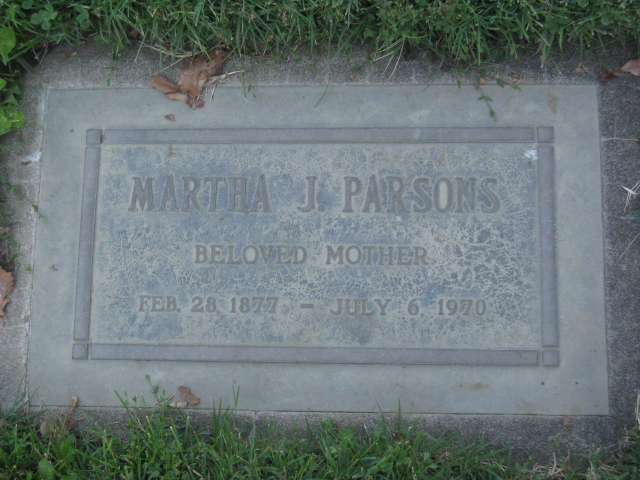 MARTHA J. PARSONS
BELOVED MOTHER
FEB. 28, 1877 – JULY 6, 1970